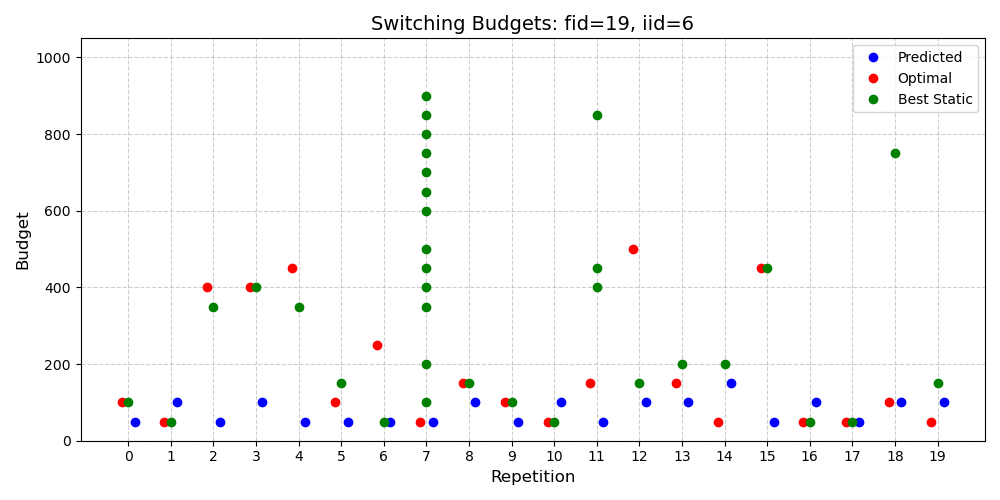 Switching Budgets: fid=19, iid=6
Predicted
Optimal
Best Static
1000
800
600
400
200
0
Budget
0 1 2 3 4 5 6 7 8 9 10 11 12 13 14 15 16 17 18 19
Repetition